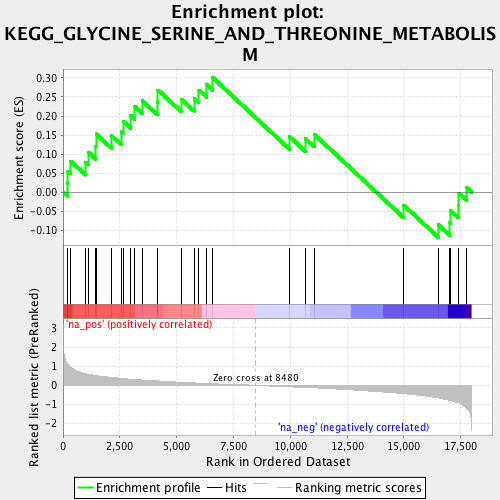 Enrichment plot:
KEGG_GLYCINE_SERINE_AND_THREONINE_METABOLIS
M
Enrichment score (ES)
0.30
0.25
0.20
0.15
0.10
0.05
0.00
-0.05
-0.10
'na_pos' (positively correlated)
Ranked list metric (PreRanked)
3
2
1
0
-1
-2
Zero cross at 8480
'na_neg' (negatively correlated)
0 2,500 5,000 7,500 10,000 12,500 15,000 17,500
Rank in Ordered Dataset
Enrichment profile Hits Ranking metric scores